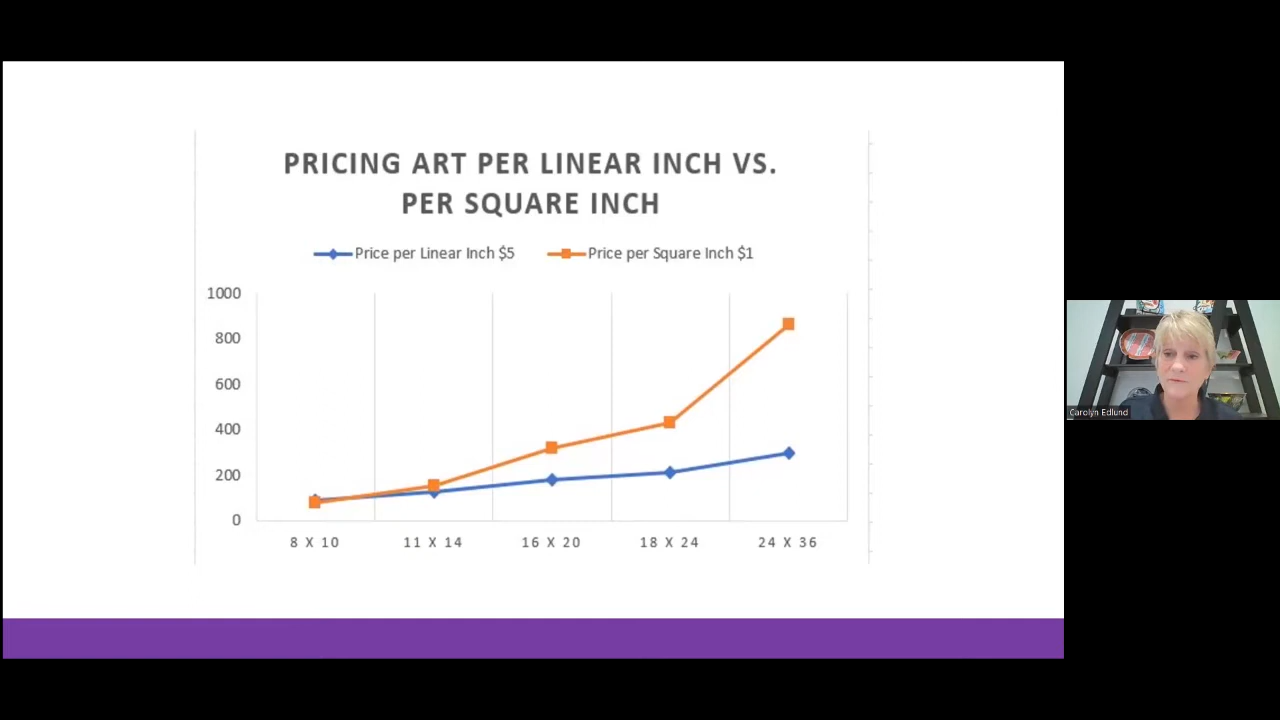 PRICING ART PER LINEAR INCH VS.
PER SQUARE INCH
Price per Linear Inch $5 Price per Square Inch $1
1000
800
600
400
200
0
8 X 10 11 X 14 16 X 20 18 X 24 24 X 36
Carolyn Edlund